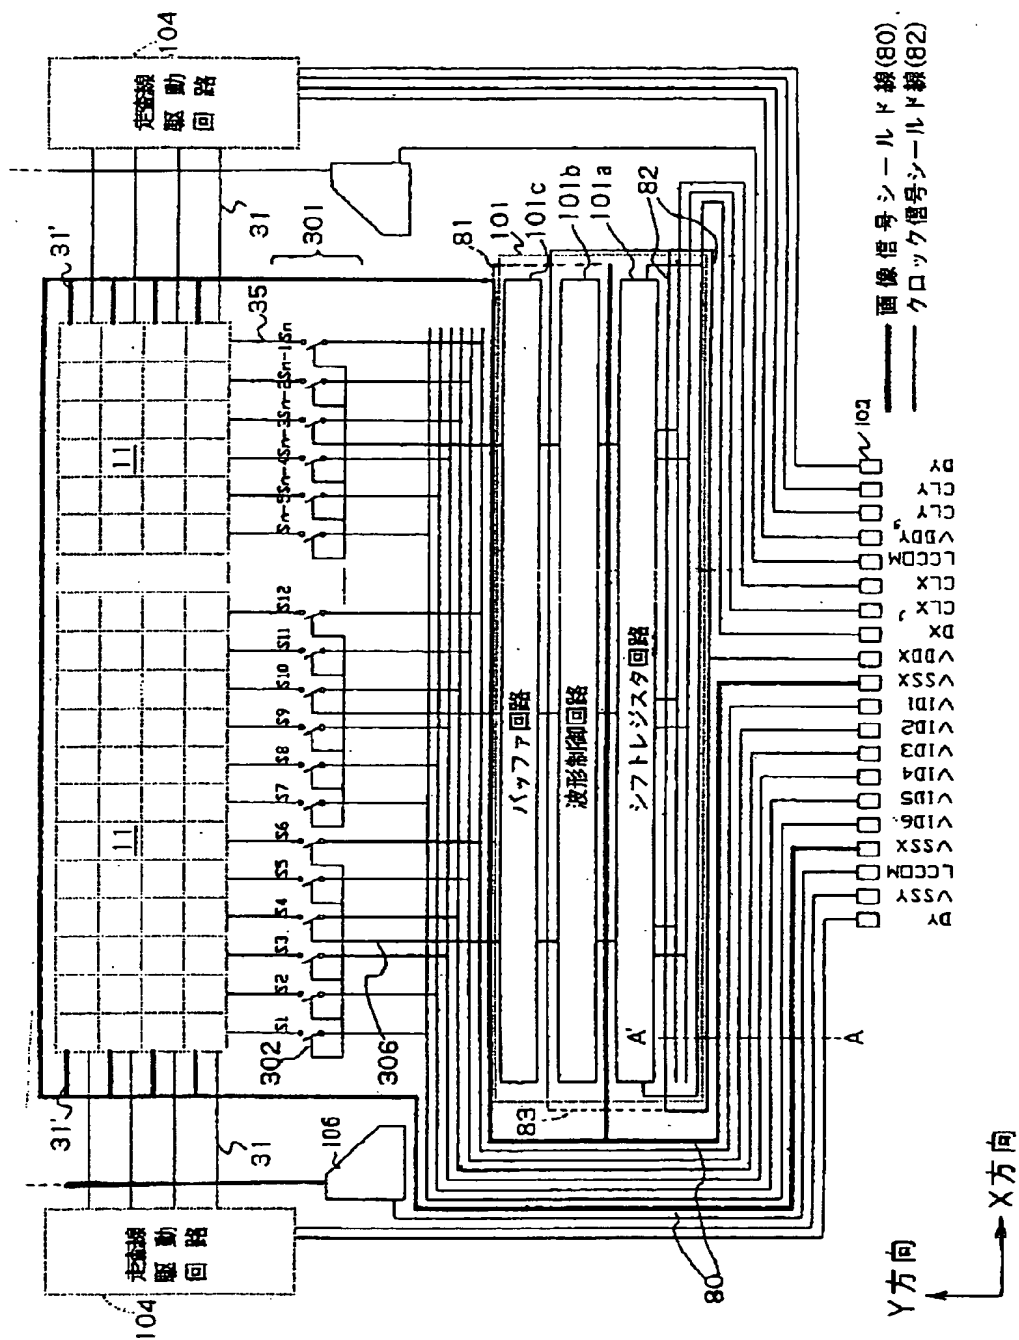 104
走査線
駆動
回路
31'
31
301
35
11
11
S1
S2
S3
S4
S5
S6
S7
S8
S9
S10
S11
S12
Sn-5
Sn-4
Sn-3
Sn-2
Sn-1
Sn
302
306
31'
31
106
104
走査線
駆動
回路
81
101
101c
101b
101a
82
83
バッファ回路
波形制御回路
シフトレジスタ回路
A'
A
80
画像信号シールド線(80)
クロック信号シールド線(82)
102
DY
CLY
CLY'
VDDY
LCCOM
CLX
CLX'
DX
VDDX
VSSX
VID1
VID2
VID3
VID4
VID5
VID6
VSSX
LCCOM
VSSY
DY
Y方向
X方向